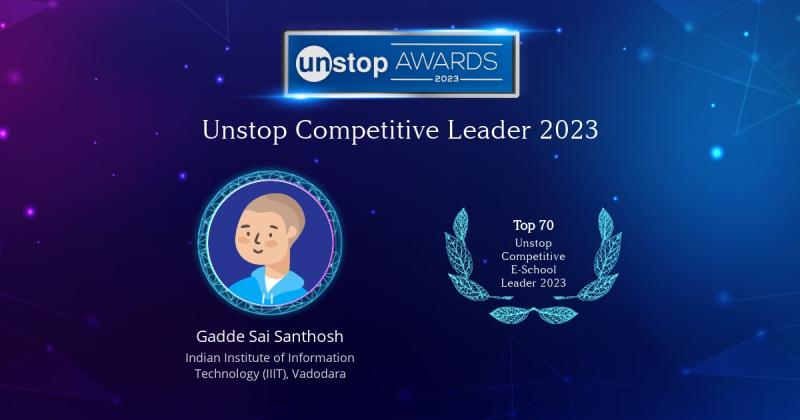 unstop AWARDS
2023
Unstop Competitive Leader 2023
Top 70
Unstop
Competitive
E-School
Leader 2023
Gadde Sai Santhosh
Indian Institute of Information
Technology (IIIT), Vadodara